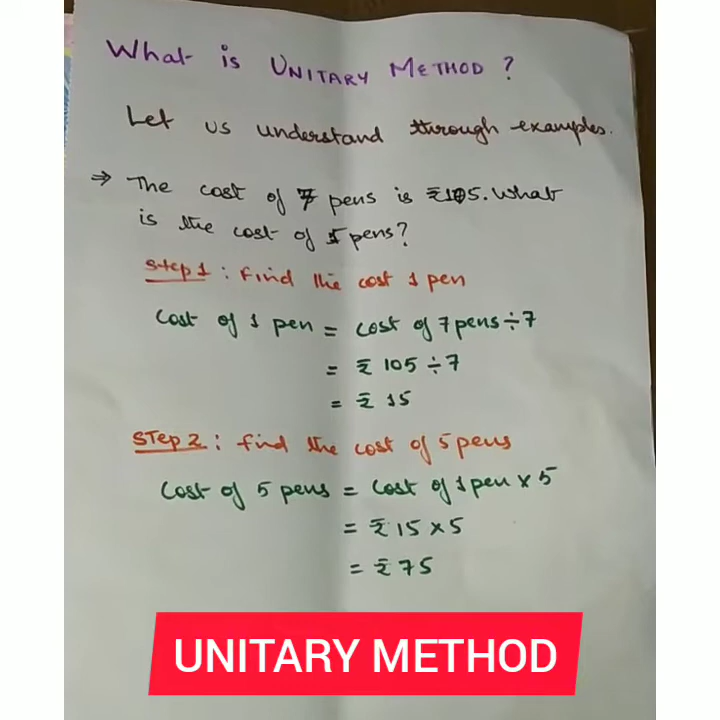 What is UNITARY METHOD ?
Let us understand through examples.
⇒ The cost of 7 pens is ₹105. What
is the cost of 5 pens?
Step 1 : Find the cost 1 pen
Cost of 1 pen = cost of 7 pens ÷ 7
= ₹ 105 ÷ 7
= ₹ 15
STEP 2 : find the cost of 5 pens
Cost of 5 pens = cost of 1 pen × 5
= ₹ 15 × 5
= ₹ 75
UNITARY METHOD